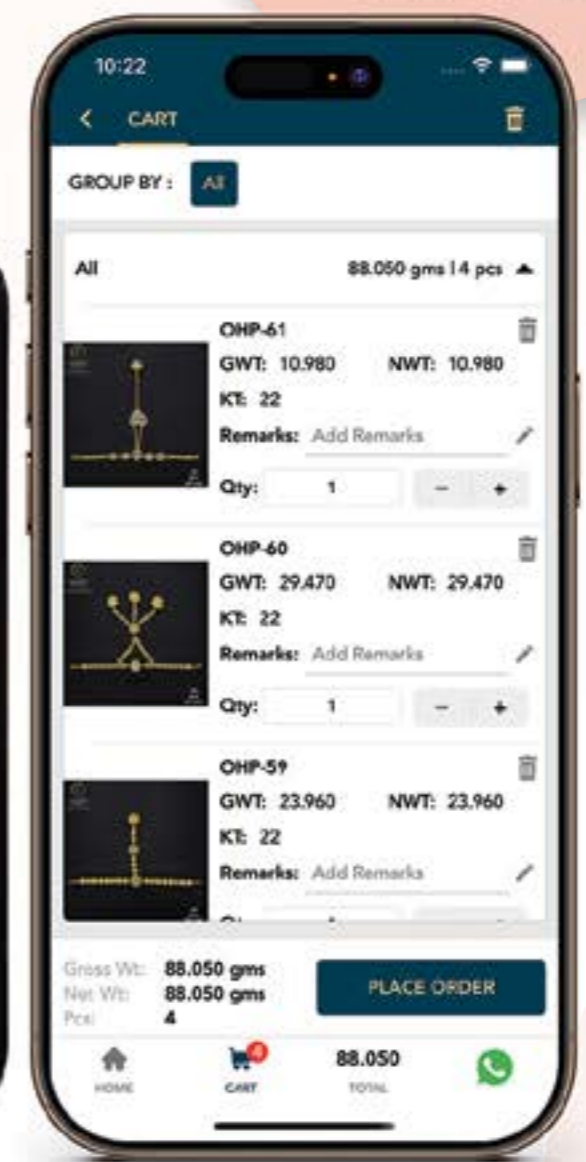 10:22
CART
GROUP BY : All
All 88.050 gms | 4 pcs
OHP-61
GWT: 10.980 NWT: 10.980
KT: 22
Remarks: Add Remarks
Qty: 1 - +
OHP-60
GWT: 29.470 NWT: 29.470
KT: 22
Remarks: Add Remarks
Qty: 1 - +
OHP-59
GWT: 23.960 NWT: 23.960
KT: 22
Remarks: Add Remarks
Gross Wt: 88.050 gms
Net Wt: 88.050 gms
Pcs: 4
PLACE ORDER
4
88.050
HOME CART TOTAL